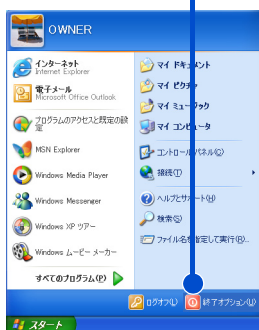 OWNER
インターネット
Internet Explorer
電子メール
Microsoft Office Outlook
プログラムのアクセスと既定の設
定
MSN Explorer
Windows Media Player
Windows Messenger
Windows XP ツアー
Windows ムービー メーカー
すべてのプログラム(P)
マイ ドキュメント
マイ ピクチャ
マイ ミュージック
マイ コンピュータ
コントロール パネル(C)
接続(T)
ヘルプとサポート(H)
検索(S)
ファイル名を指定して実行(R)...
ログオフ(L)
終了オプション(U)
スタート